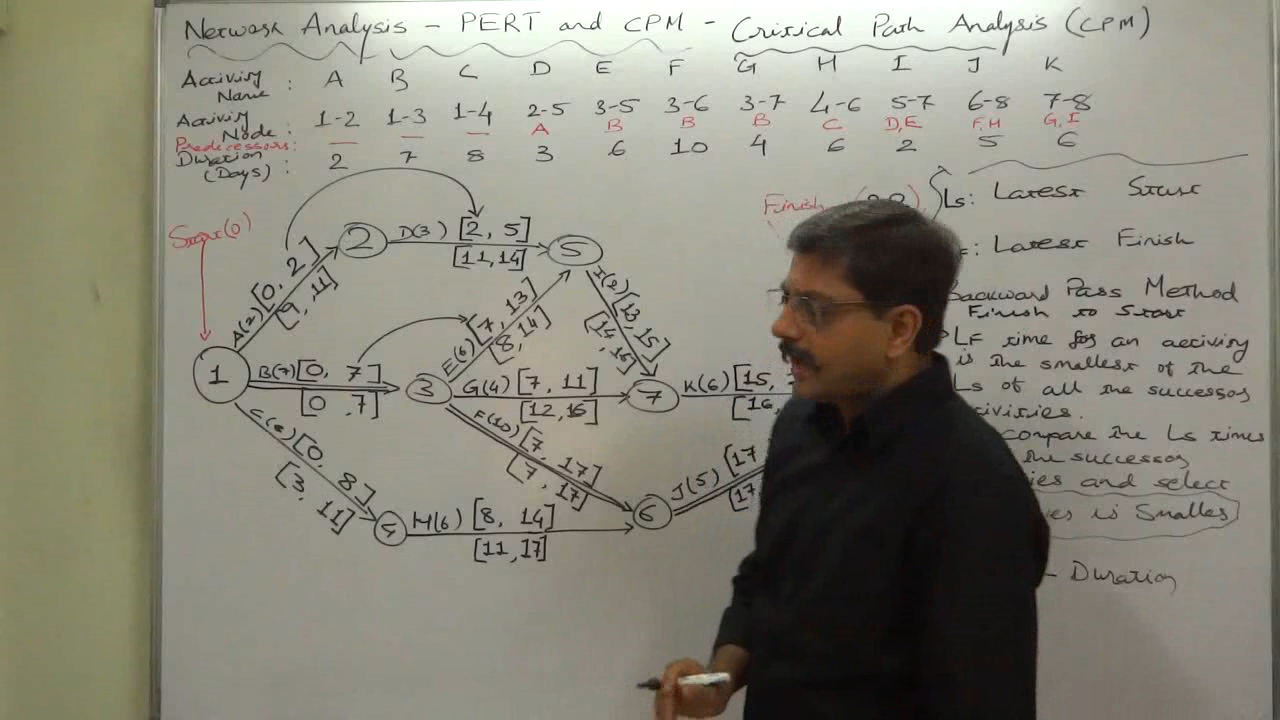 Network Analysis - PERT and CPM - Critical Path Analysis (CPM)
Activity Name : A B C D E F G H I J K
Activity Node : 1-2 1-3 1-4 2-5 3-5 3-6 3-7 4-6 5-7 6-8 7-8
Predecessors — — — A B B B C D,E F,H G,I
Duration (Days) : 2 7 8 3 6 10 4 6 2 5 6
Finish
Ls: Latest Start
Start(0)
: Latest Finish
2
D(3) [2, 5]
[11,14]
5
A(2) [0, 2]
[9, 11]
I(2) [13,15]
[14,16]
E(6) [7, 13]
[8,14]
Backward Pass Method
Finish to Start
LF time for an activity
is the smallest of the
Ls of all the successor
1
B(7) [0, 7]
[0, 7]
3
G(4) [7, 11]
[12,16]
7
K(6) [15,
[16,
compare the Ls times
the successor
and select
is Smaller
C(8) [0, 8]
[3, 11]
F(10) [7, 17]
[7, 17]
J(5) [17
[17,
4
H(6) [8, 14]
[11,17]
6
- Duration